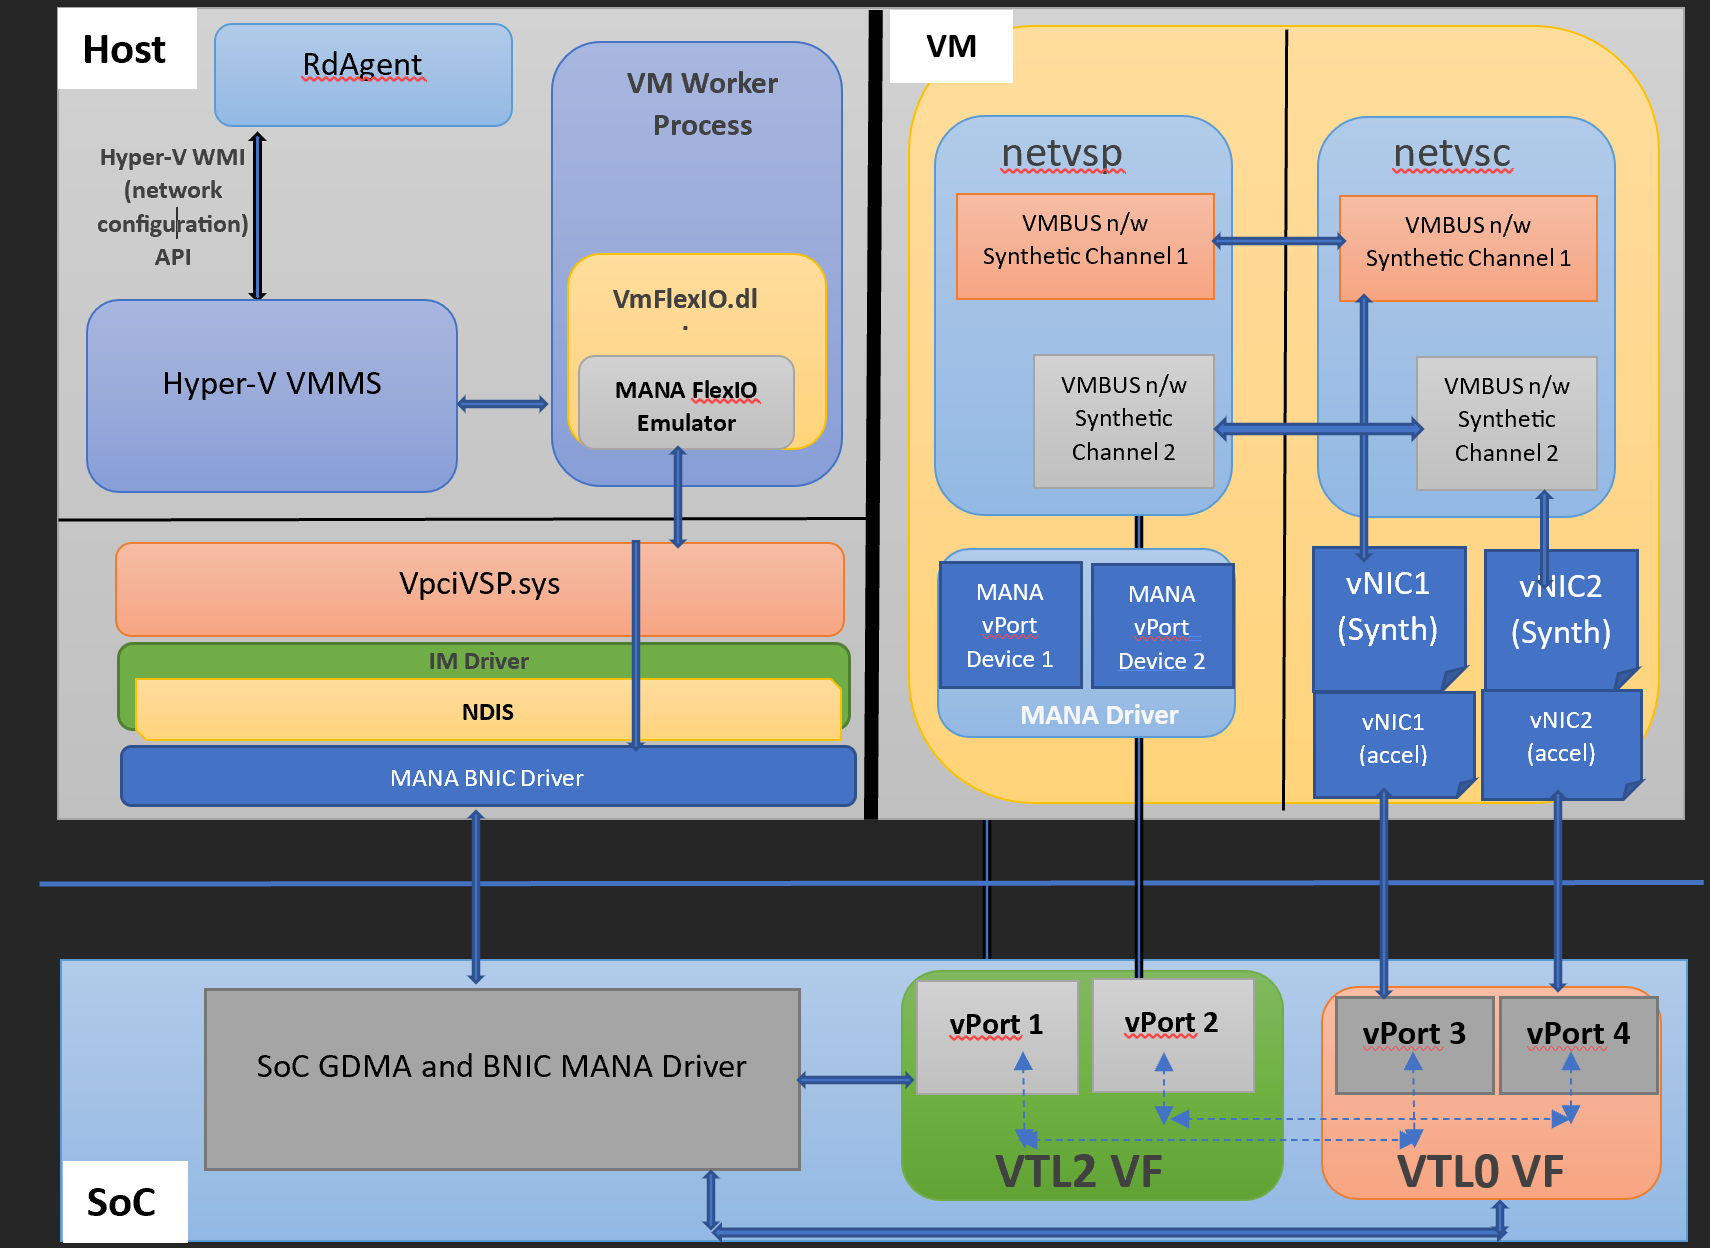 Host
RdAgent
Hyper-V WMI
(network
configuration)
API
VM Worker
Process
VmFlexIO.dl
MANA FlexIO
Emulator
Hyper-V VMMS
VpciVSP.sys
IM Driver
NDIS
MANA BNIC Driver
VM
netvsp
VMBUS n/w
Synthetic Channel 1
VMBUS n/w
Synthetic
Channel 2
netvsc
VMBUS n/w
Synthetic Channel 1
VMBUS n/w
Synthetic
Channel 2
MANA
vPort
Device 1
MANA
vPort
Device 2
MANA Driver
vNIC1
(Synth)
vNIC2
(Synth)
vNIC1
(accel)
vNIC2
(accel)
SoC GDMA and BNIC MANA Driver
vPort 1
vPort 2
VTL2 VF
vPort 3
vPort 4
VTL0 VF
SoC